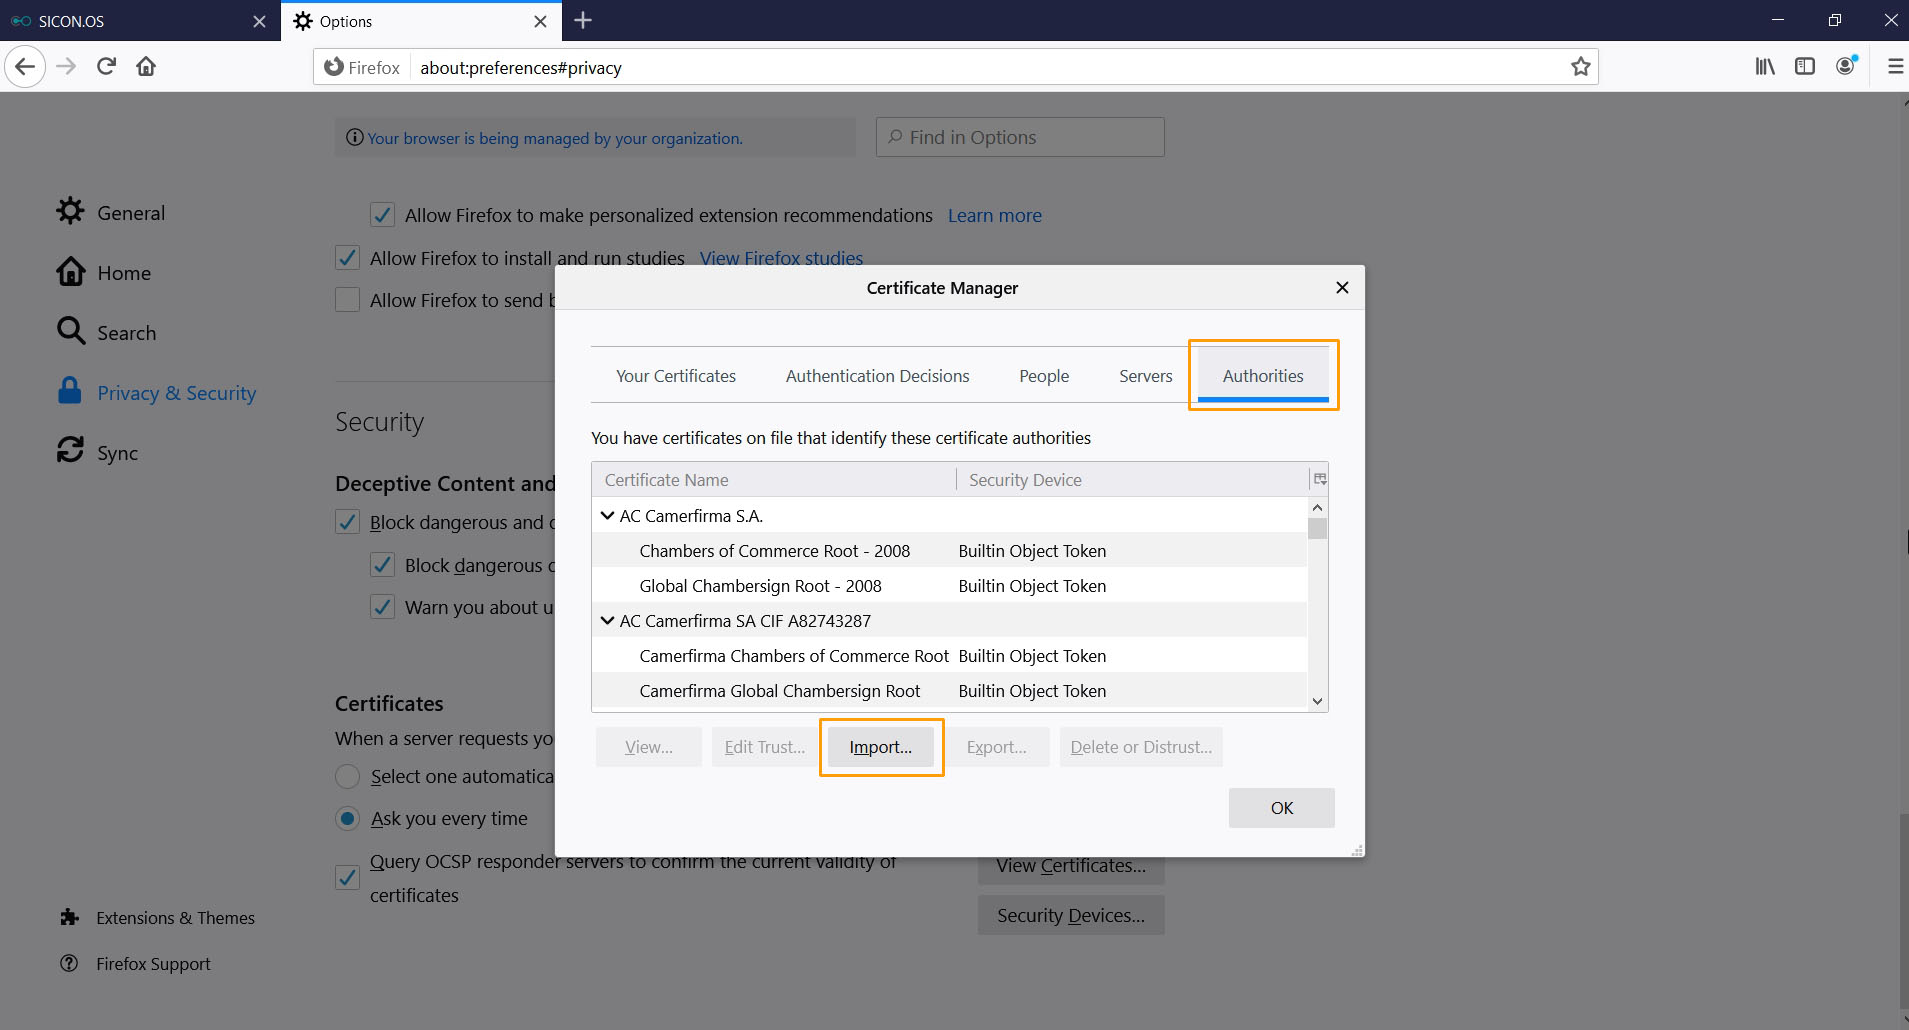 SICON.OS
Options
Firefox
about:preferences#privacy
Your browser is being managed by your organization.
Find in Options
General
Home
Search
Privacy & Security
Sync
Extensions & Themes
Firefox Support
Allow Firefox to make personalized extension recommendations Learn more
Allow Firefox to install and run studies View Firefox studies
Allow Firefox to send b
Security
Deceptive Content and
Block dangerous and
Block dangerous
Warn you about u
Certificates
When a server requests yo
Select one automatica
Ask you every time
Query OCSP responder servers to confirm the current validity of
certificates
View Certificates...
Security Devices...
Certificate Manager
Your Certificates
Authentication Decisions
People
Servers
Authorities
You have certificates on file that identify these certificate authorities
Certificate Name Security Device
AC Camerfirma S.A.
Chambers of Commerce Root - 2008 Builtin Object Token
Global Chambersign Root - 2008 Builtin Object Token
AC Camerfirma SA CIF A82743287
Camerfirma Chambers of Commerce Root Builtin Object Token
Camerfirma Global Chambersign Root Builtin Object Token
View...
Edit Trust...
Import...
Export...
Delete or Distrust...
OK